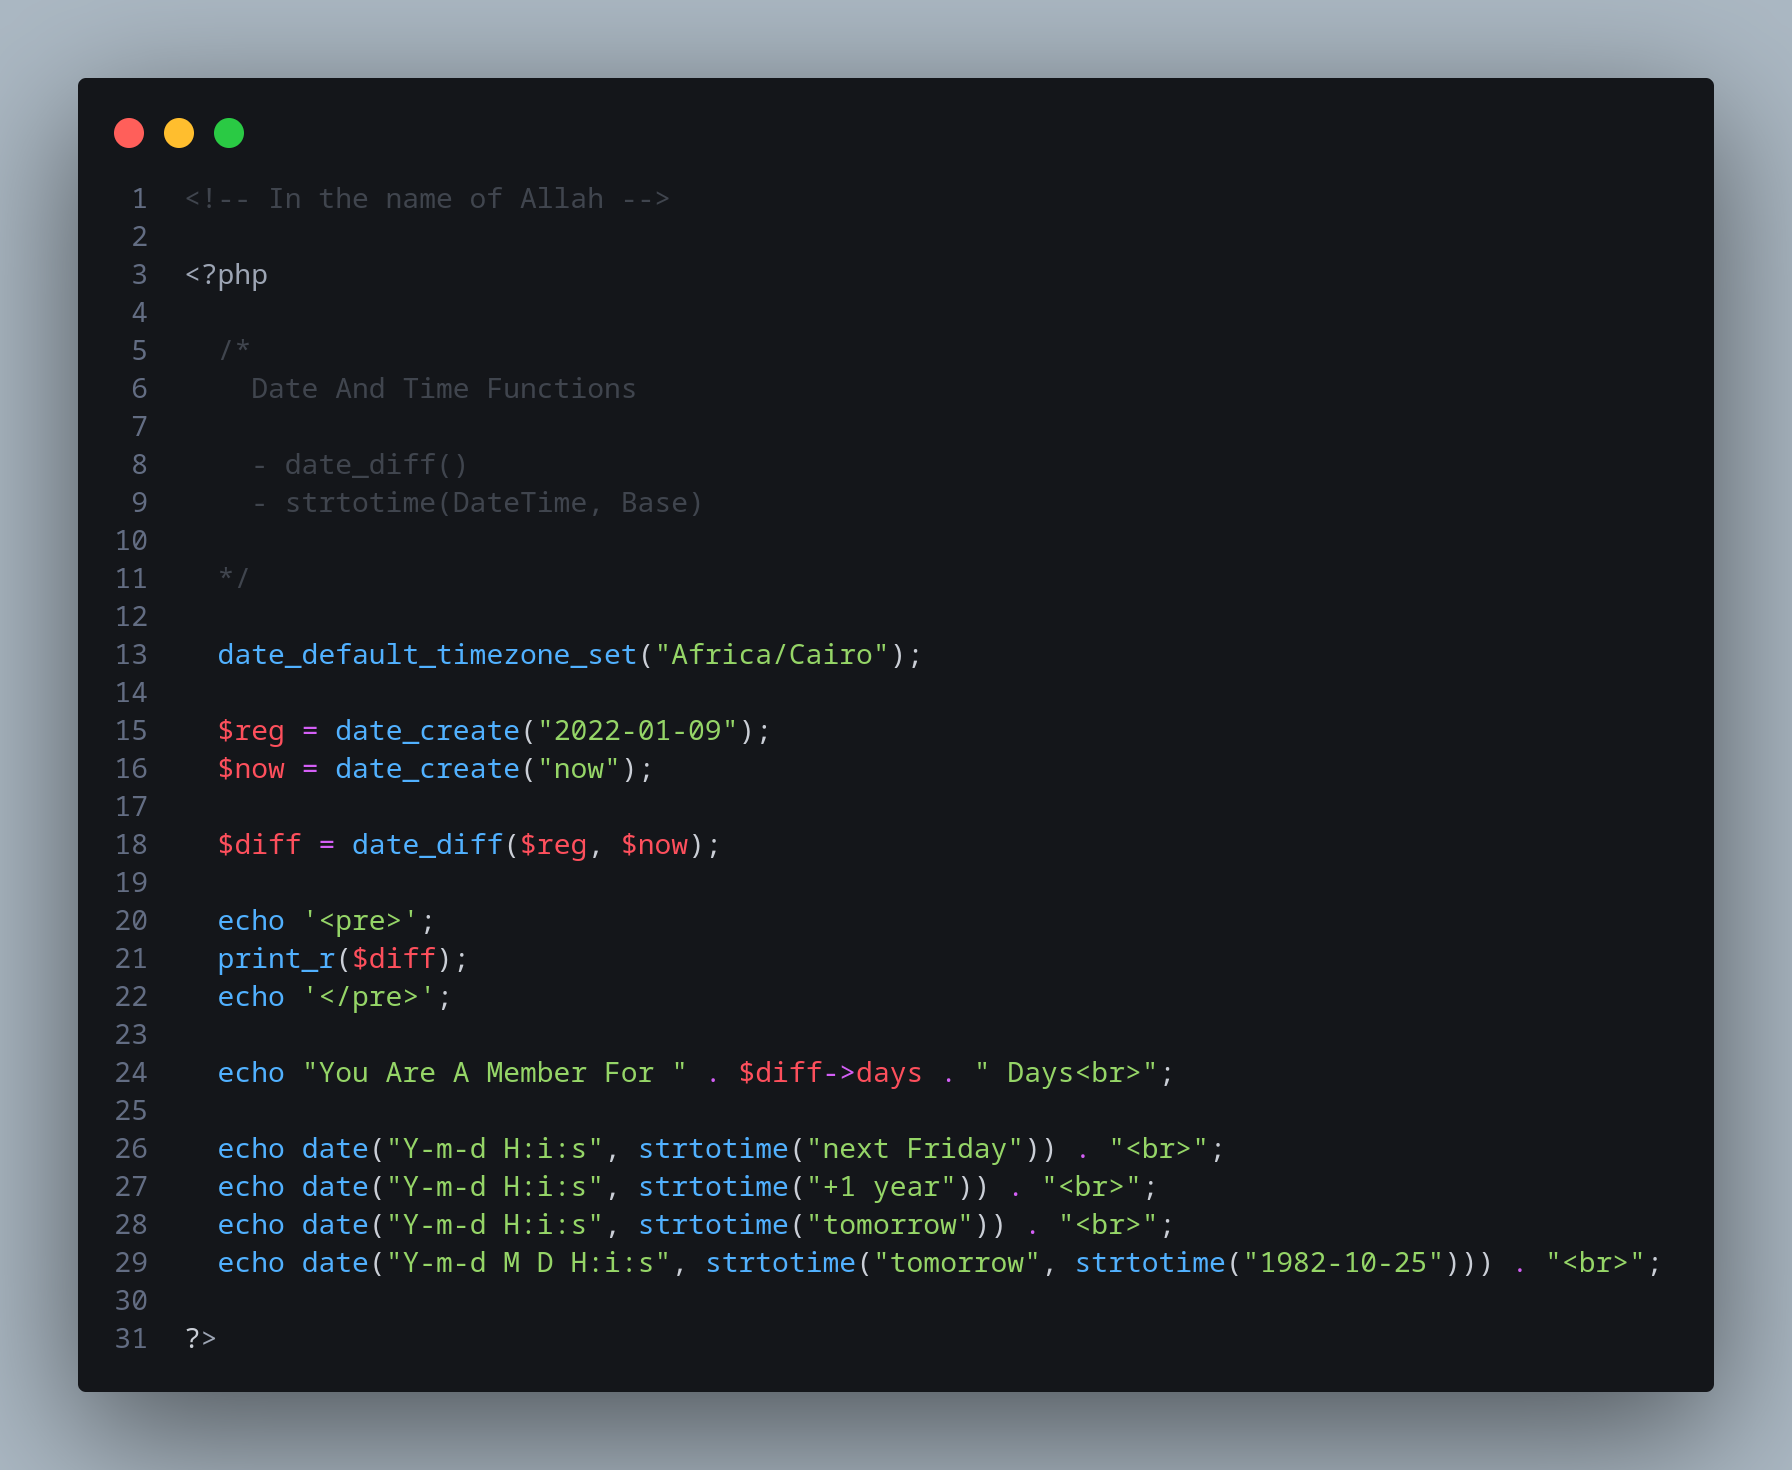 1 <!-- In the name of Allah -->
2
3 <?php
4
5   /*
6     Date And Time Functions
7
8     - date_diff()
9     - strtotime(DateTime, Base)
10
11   */
12
13   date_default_timezone_set("Africa/Cairo");
14
15   $reg = date_create("2022-01-09");
16   $now = date_create("now");
17
18   $diff = date_diff($reg, $now);
19
20   echo '<pre>';
21   print_r($diff);
22   echo '</pre>';
23
24   echo "You Are A Member For " . $diff->days . " Days<br>";
25
26   echo date("Y-m-d H:i:s", strtotime("next Friday")) . "<br>";
27   echo date("Y-m-d H:i:s", strtotime("+1 year")) . "<br>";
28   echo date("Y-m-d H:i:s", strtotime("tomorrow")) . "<br>";
29   echo date("Y-m-d M D H:i:s", strtotime("tomorrow", strtotime("1982-10-25"))) . "<br>";
30
31 ?>